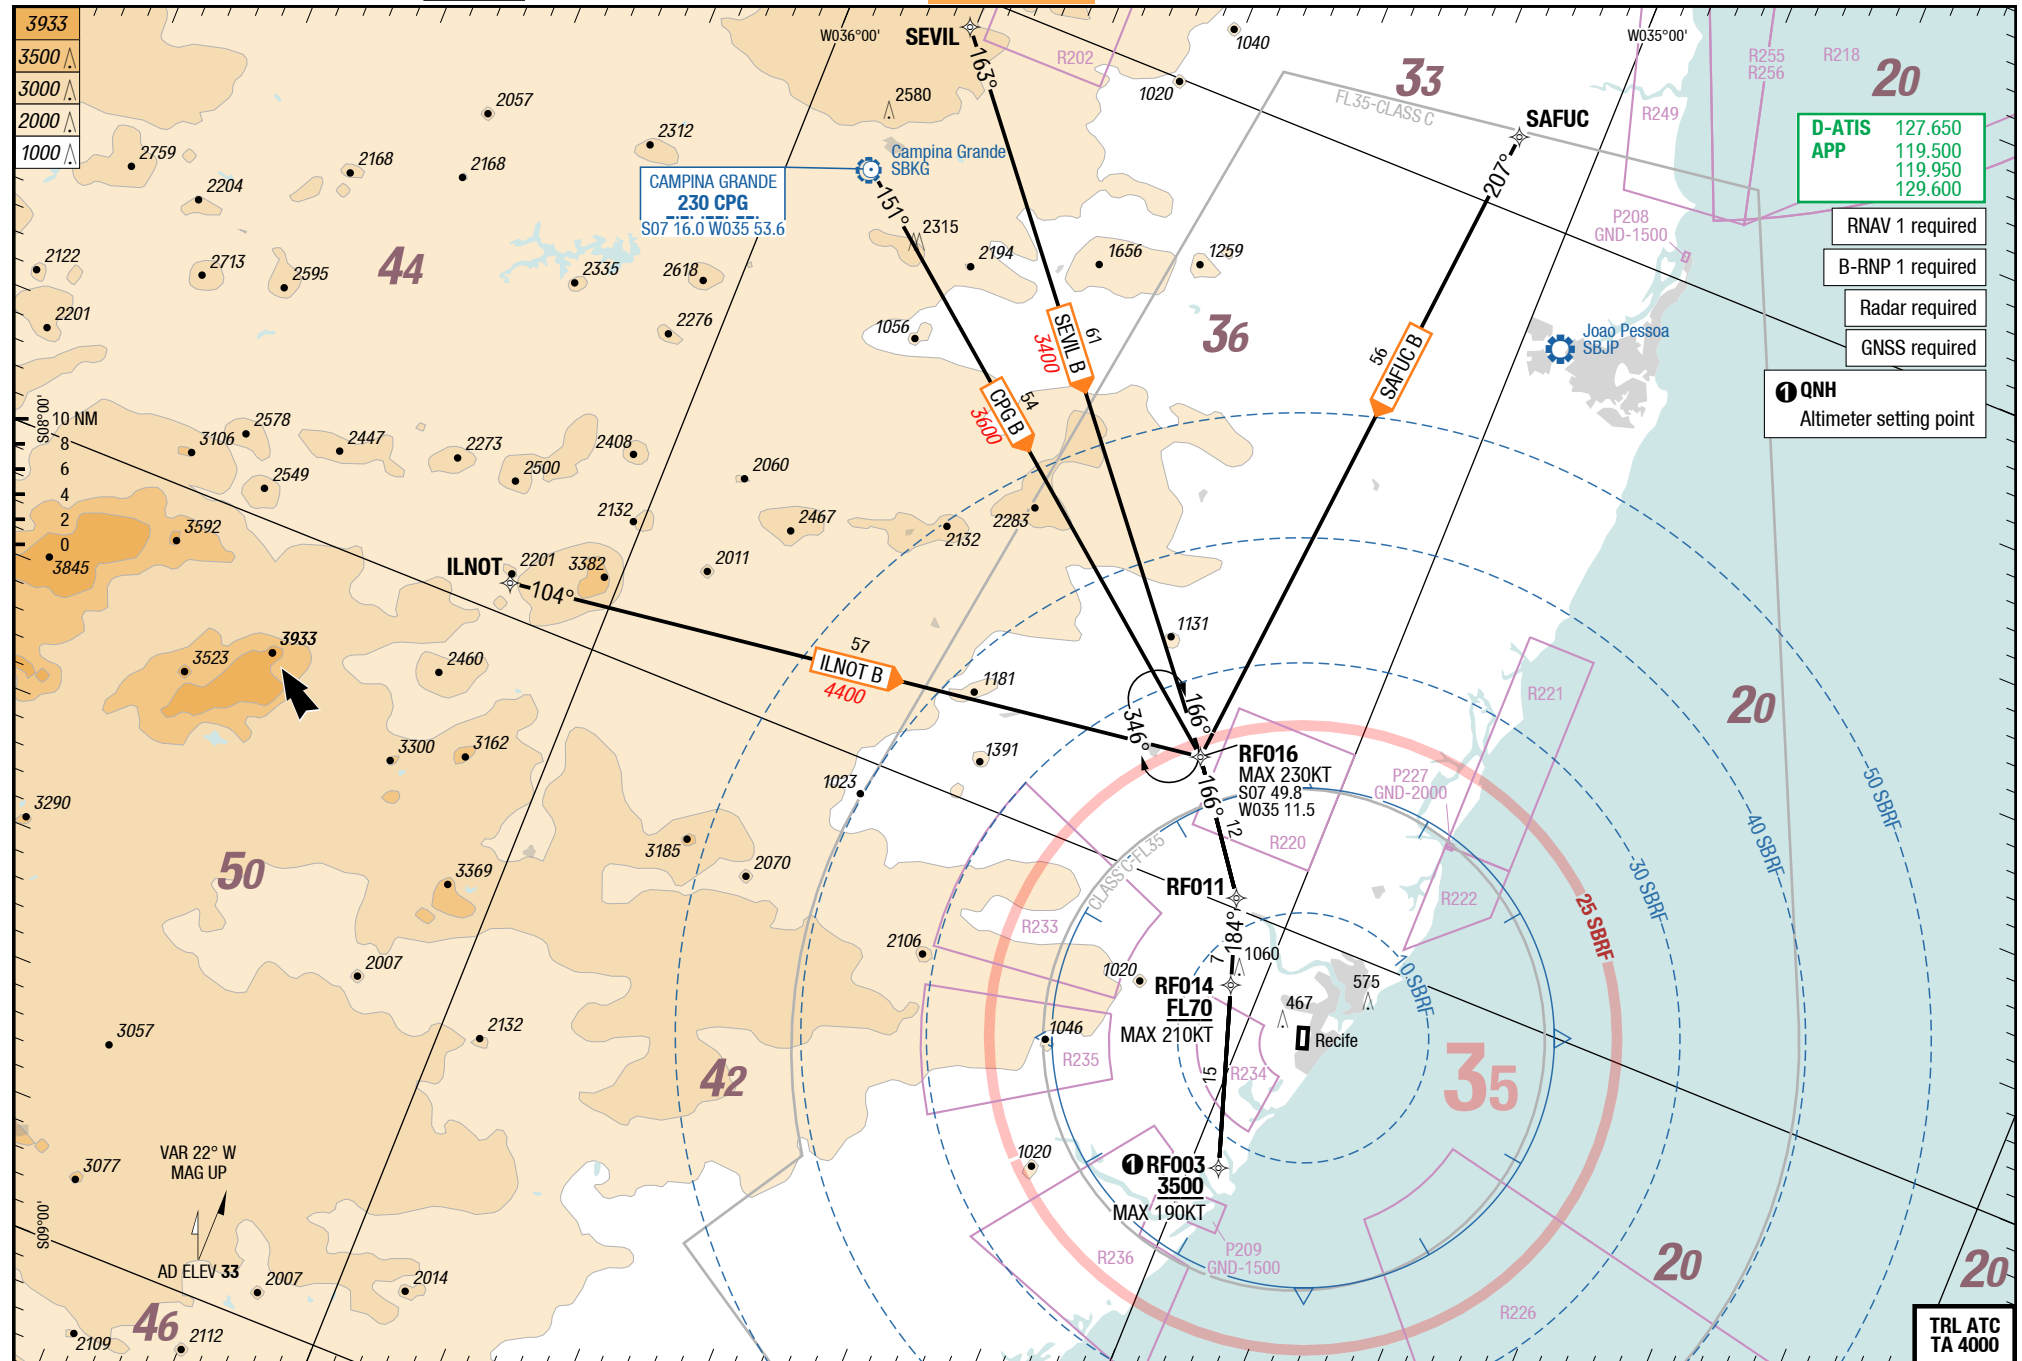 3933
3500
3000
2000
1000
2759
2204
2168
2168
2057
2312
2122
2713
2595
2201
44
2335
2618
2276
CAMPINA GRANDE
230 CPG
S07 16.0 W035 53.6
Campina Grande
SBKG
2580
2315
2194
1056
W036°00'
SEVIL
163°
151°
R202
1040
1020
33
FL35-CLASS C
SAFUC
207°
W035°00'
R249
R255
R256
R218
20
D-ATIS 127.650
APP 119.500
119.950
129.600
RNAV 1 required
B-RNP 1 required
Radar required
GNSS required
1 QNH
Altimeter setting point
P208
GND-1500
Joao Pessoa
SBJP
1656
1259
36
SEVIL B
61
3400
CPG B
54
3600
SAFUC B
56
S08°00'
10 NM
8
6
4
2
0
3106
2578
2447
2549
2273
2500
2408
2060
2132
2467
2132
2283
2011
3592
3845
ILNOT
2201
3382
104°
3933
3523
2460
57
ILNOT B
4400
1181
1131
1391
1023
3300
3162
3290
3185
2070
3369
50
2007
2106
2132
3057
42
3077
166°
346°
RF016
MAX 230KT
S07 49.8
W035 11.5
166°
12
R220
P227
GND-2000
R221
R222
20
CLASS C-FL35
R233
RF011
184°
7
1060
1020
RF014
FL70
MAX 210KT
467
575
Recife
10 SBRF
25 SBRF
30 SBRF
40 SBRF
50 SBRF
1046
R235
15
R234
35
1020
1 RF003
3500
MAX 190KT
R236
P209
GND-1500
R226
20
20
VAR 22° W
MAG UP
AD ELEV 33
S09°00'
2007
2014
46
2109
2112
TRL ATC
TA 4000